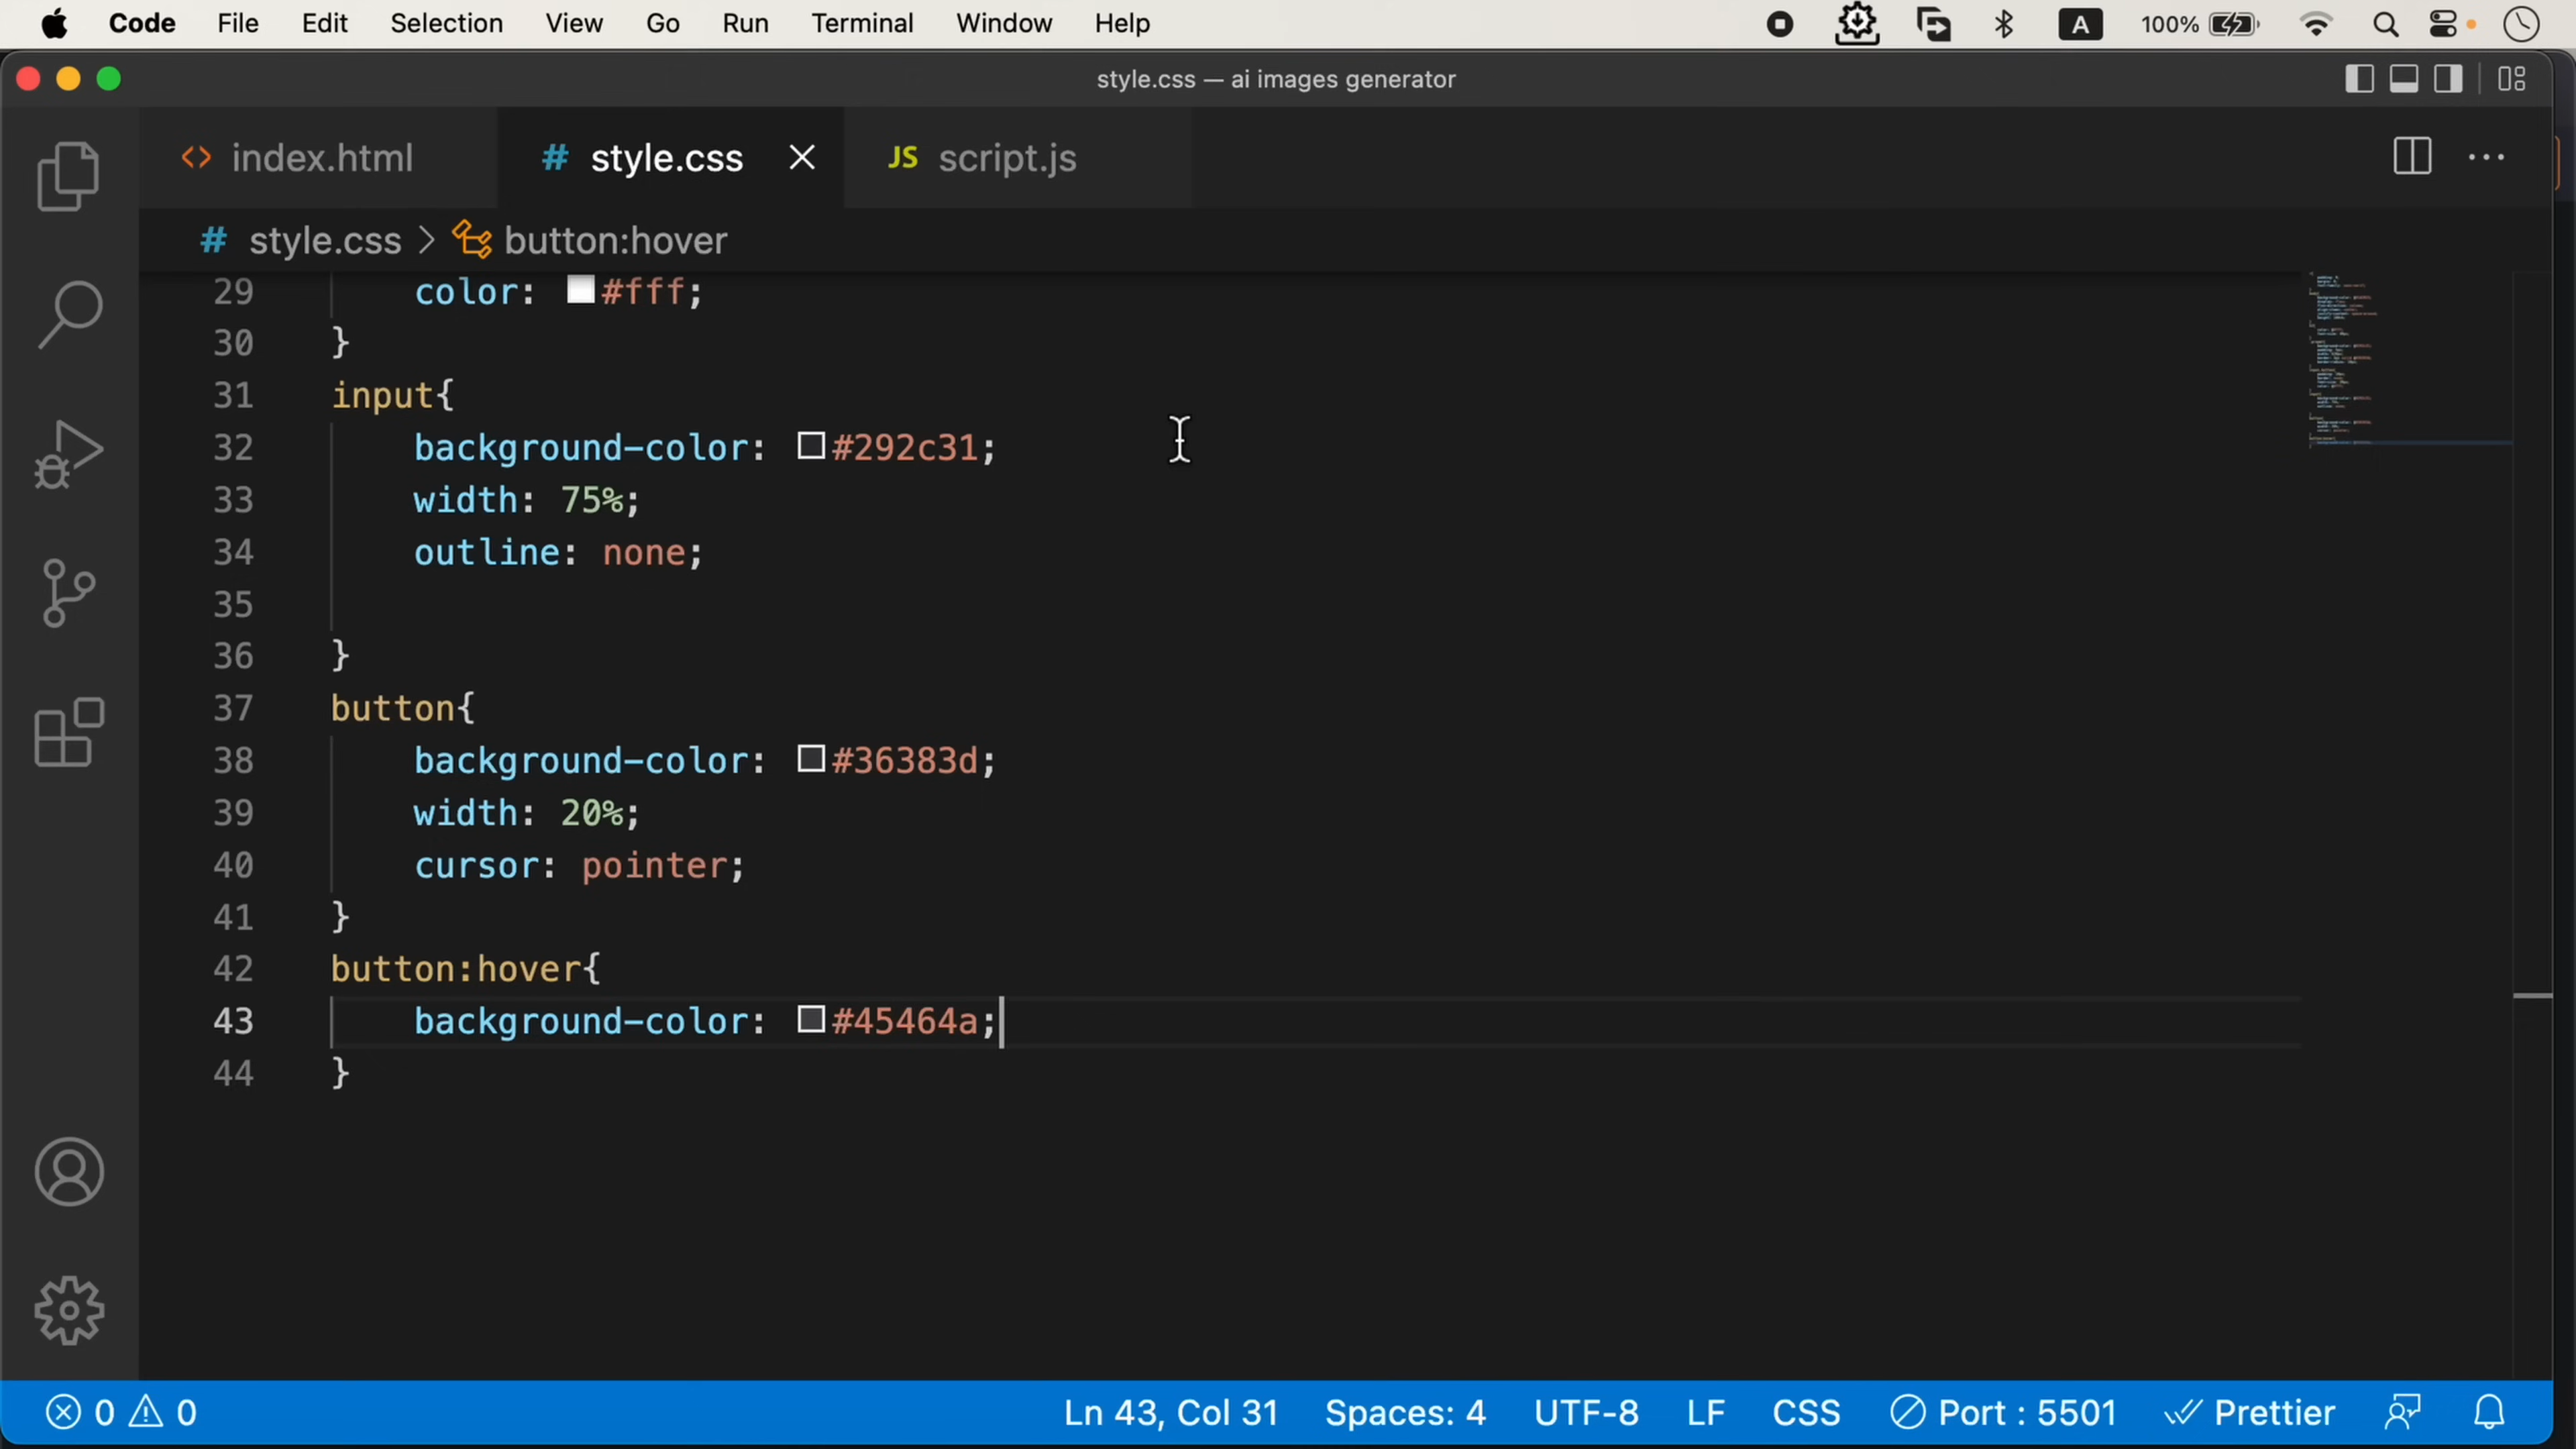 Code File Edit Selection View Go Run Terminal Window Help A 100%
style.css — ai images generator
<> index.html # style.css JS script.js
# style.css > button:hover
29 color: #fff;
30 }
31 input{
32 background-color: #292c31;
33 width: 75%;
34 outline: none;
35
36 }
37 button{
38 background-color: #36383d;
39 width: 20%;
40 cursor: pointer;
41 }
42 button:hover{
43 background-color: #45464a;
44 }
0 0 Ln 43, Col 31 Spaces: 4 UTF-8 LF CSS Port : 5501 Prettier